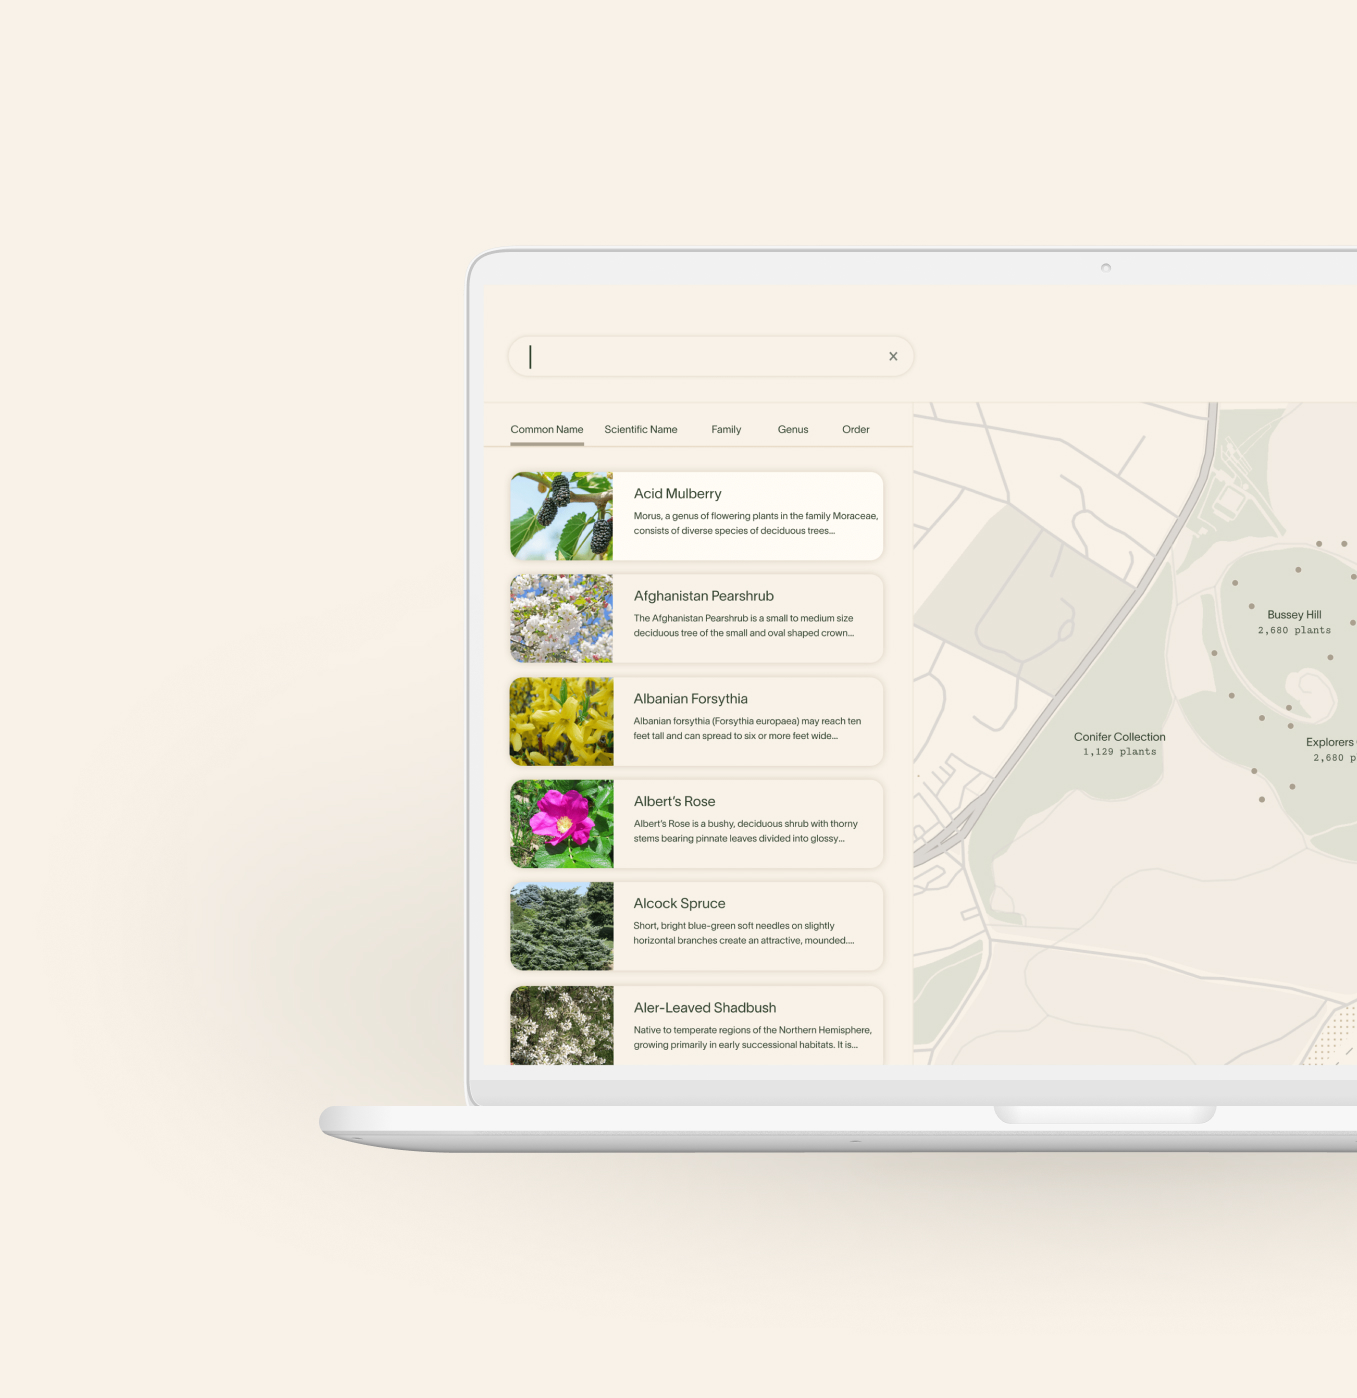 Common Name Scientific Name Family Genus Order
Acid Mulberry
Morus, a genus of flowering plants in the family Moraceae,
consists of diverse species of deciduous trees...
Afghanistan Pearshrub
The Afghanistan Pearshrub is a small to medium size
deciduous tree of the small and oval shaped crown...
Albanian Forsythia
Albanian forsythia (Forsythia europaea) may reach ten
feet tall and can spread to six or more feet wide...
Albert's Rose
Albert's Rose is a bushy, deciduous shrub with thorny
stems bearing pinnate leaves divided into glossy...
Alcock Spruce
Short, bright blue-green soft needles on slightly
horizontal branches create an attractive, mounded....
Aler-Leaved Shadbush
Native to temperate regions of the Northern Hemisphere,
growing primarily in early successional habitats. It is...
Bussey Hill
2,680 plants
Conifer Collection
1,129 plants
Explorers
2,680 p